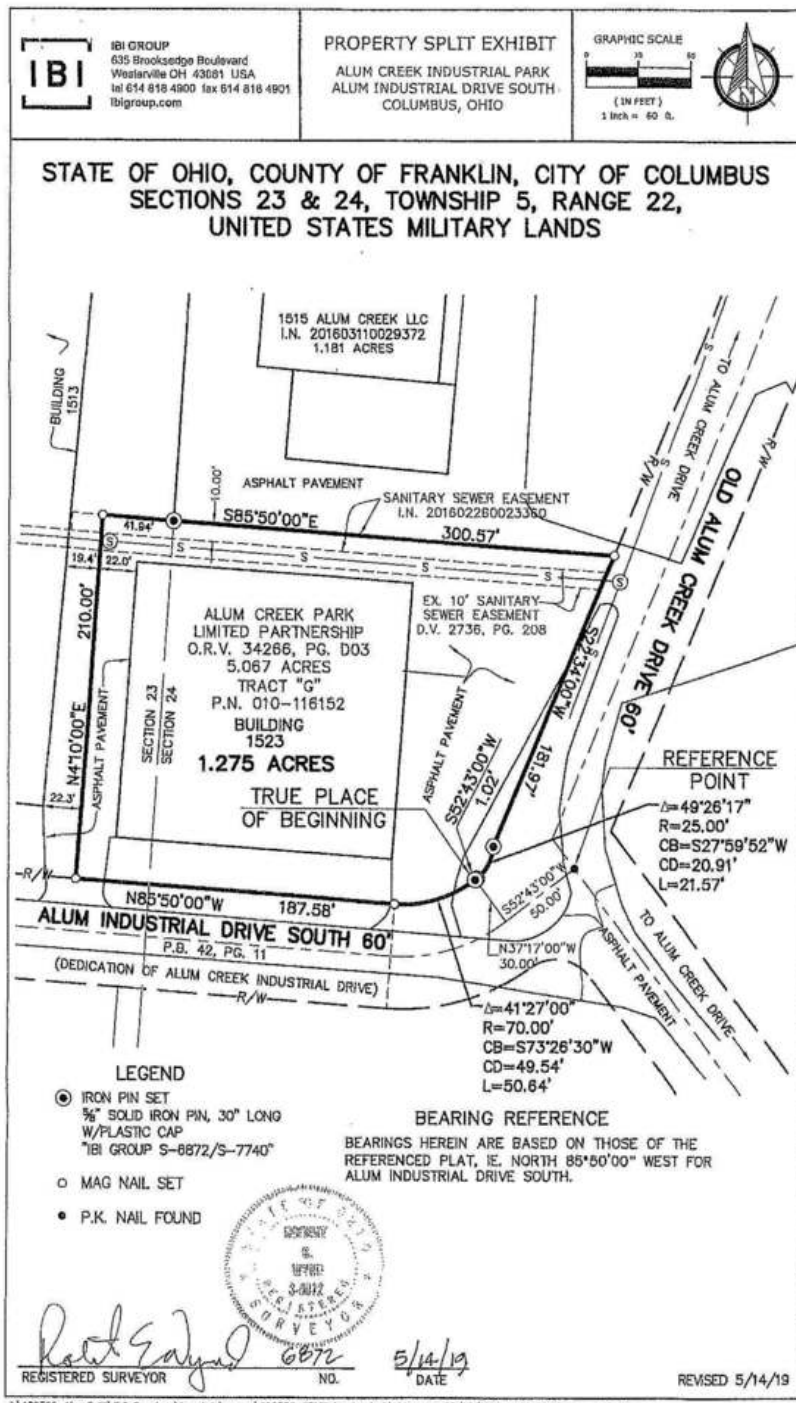 IBI
IBI GROUP
635 Brooksedge Boulevard
Westerville OH 43081 USA
tel 614 818 4900 fax 614 818 4901
ibigroup.com
PROPERTY SPLIT EXHIBIT
ALUM CREEK INDUSTRIAL PARK
ALUM INDUSTRIAL DRIVE SOUTH
COLUMBUS, OHIO
GRAPHIC SCALE
0 30 60
( IN FEET )
1 inch = 60 ft.
N
STATE OF OHIO, COUNTY OF FRANKLIN, CITY OF COLUMBUS
SECTIONS 23 & 24, TOWNSHIP 5, RANGE 22,
UNITED STATES MILITARY LANDS
1515 ALUM CREEK LLC
I.N. 201603110029372
1.181 ACRES
BUILDING
1513
ASPHALT PAVEMENT
10.00'
SANITARY SEWER EASEMENT
I.N. 201602260023360
S85°50'00"E
300.57'
41.94'
S
S
S
S
S
S
S
S
S
S
19.4'
22.0'
EX. 10' SANITARY
SEWER EASEMENT
D.V. 2736, PG. 208
TO ALUM CREEK DRIVE
R/W
R/W
OLD ALUM CREEK DRIVE 60'
210.00'
N4°10'00"E
ASPHALT PAVEMENT
22.3'
SECTION 23
SECTION 24
ALUM CREEK PARK
LIMITED PARTNERSHIP
O.R.V. 34266, PG. D03
5.067 ACRES
TRACT "G"
P.N. 010-116152
BUILDING
1523
1.275 ACRES
TRUE PLACE
OF BEGINNING
ASPHALT PAVEMENT
S52°43'00"W
1.02'
S22°34'00"W
181.97'
REFERENCE
POINT
Δ=49°26'17"
R=25.00'
CB=S27°59'52"W
CD=20.91'
L=21.57'
S52°43'00"W
50.00'
N37°17'00"W
30.00'
R/W
N85°50'00"W
187.58'
ALUM INDUSTRIAL DRIVE SOUTH 60'
P.B. 42, PG. 11
(DEDICATION OF ALUM CREEK INDUSTRIAL DRIVE)
R/W
ASPHALT PAVEMENT
TO ALUM CREEK DRIVE
Δ=41°27'00"
R=70.00'
CB=S73°26'30"W
CD=49.54'
L=50.64'
LEGEND
IRON PIN SET
⅝" SOLID IRON PIN, 30" LONG
W/PLASTIC CAP
"IBI GROUP S-6872/S-7740"
MAG NAIL SET
P.K. NAIL FOUND
BEARING REFERENCE
BEARINGS HEREIN ARE BASED ON THOSE OF THE
REFERENCED PLAT, IE. NORTH 85°50'00" WEST FOR
ALUM INDUSTRIAL DRIVE SOUTH.
STATE OF OHIO
REGISTERED
SURVEYOR
6872
5/14/19
REGISTERED SURVEYOR
NO.
DATE
REVISED 5/14/19